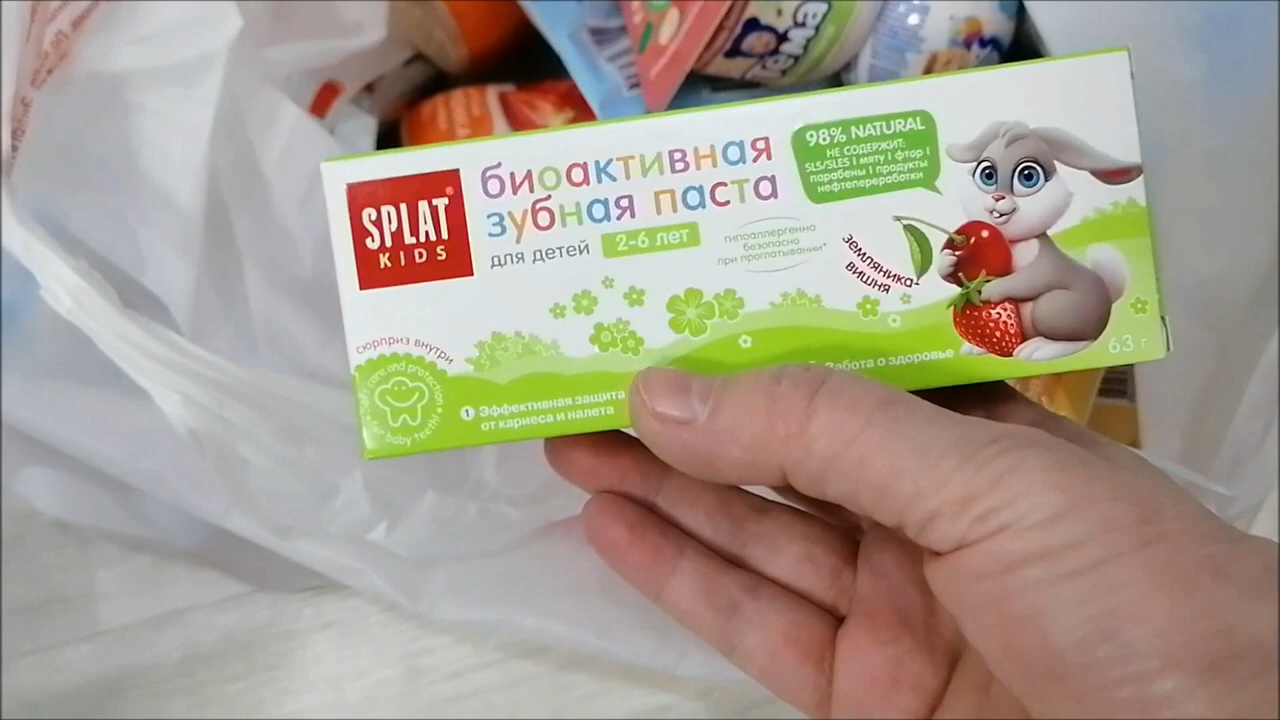 98% NATURAL
НЕ СОДЕРЖИТ:
SLS/SLES | мяту | фтор |
парабены | продукты
нефтепереработки
SPLAT®
KIDS
биоактивная
зубная паста
для детей 2-6 лет
гипоаллергенно
безопасно
при проглатывании*
земляника-
вишня
сюрприз внутри
care and protection
for baby teeth!
1 Эффективная защита
от кариеса и налета
Забота о здоровье
63 г